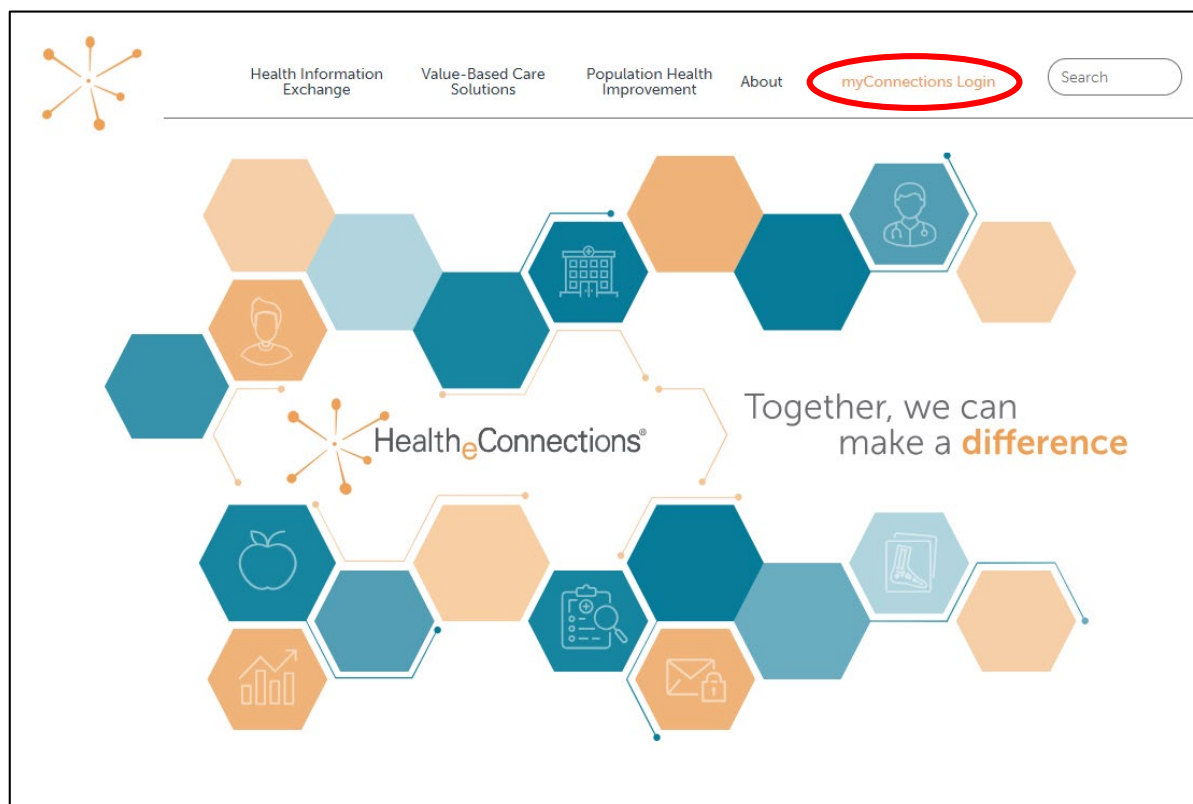 Health Information
Exchange
Value-Based Care
Solutions
Population Health
Improvement
About
myConnections Login
Search
HealtheConnections®
Together, we can
make a difference